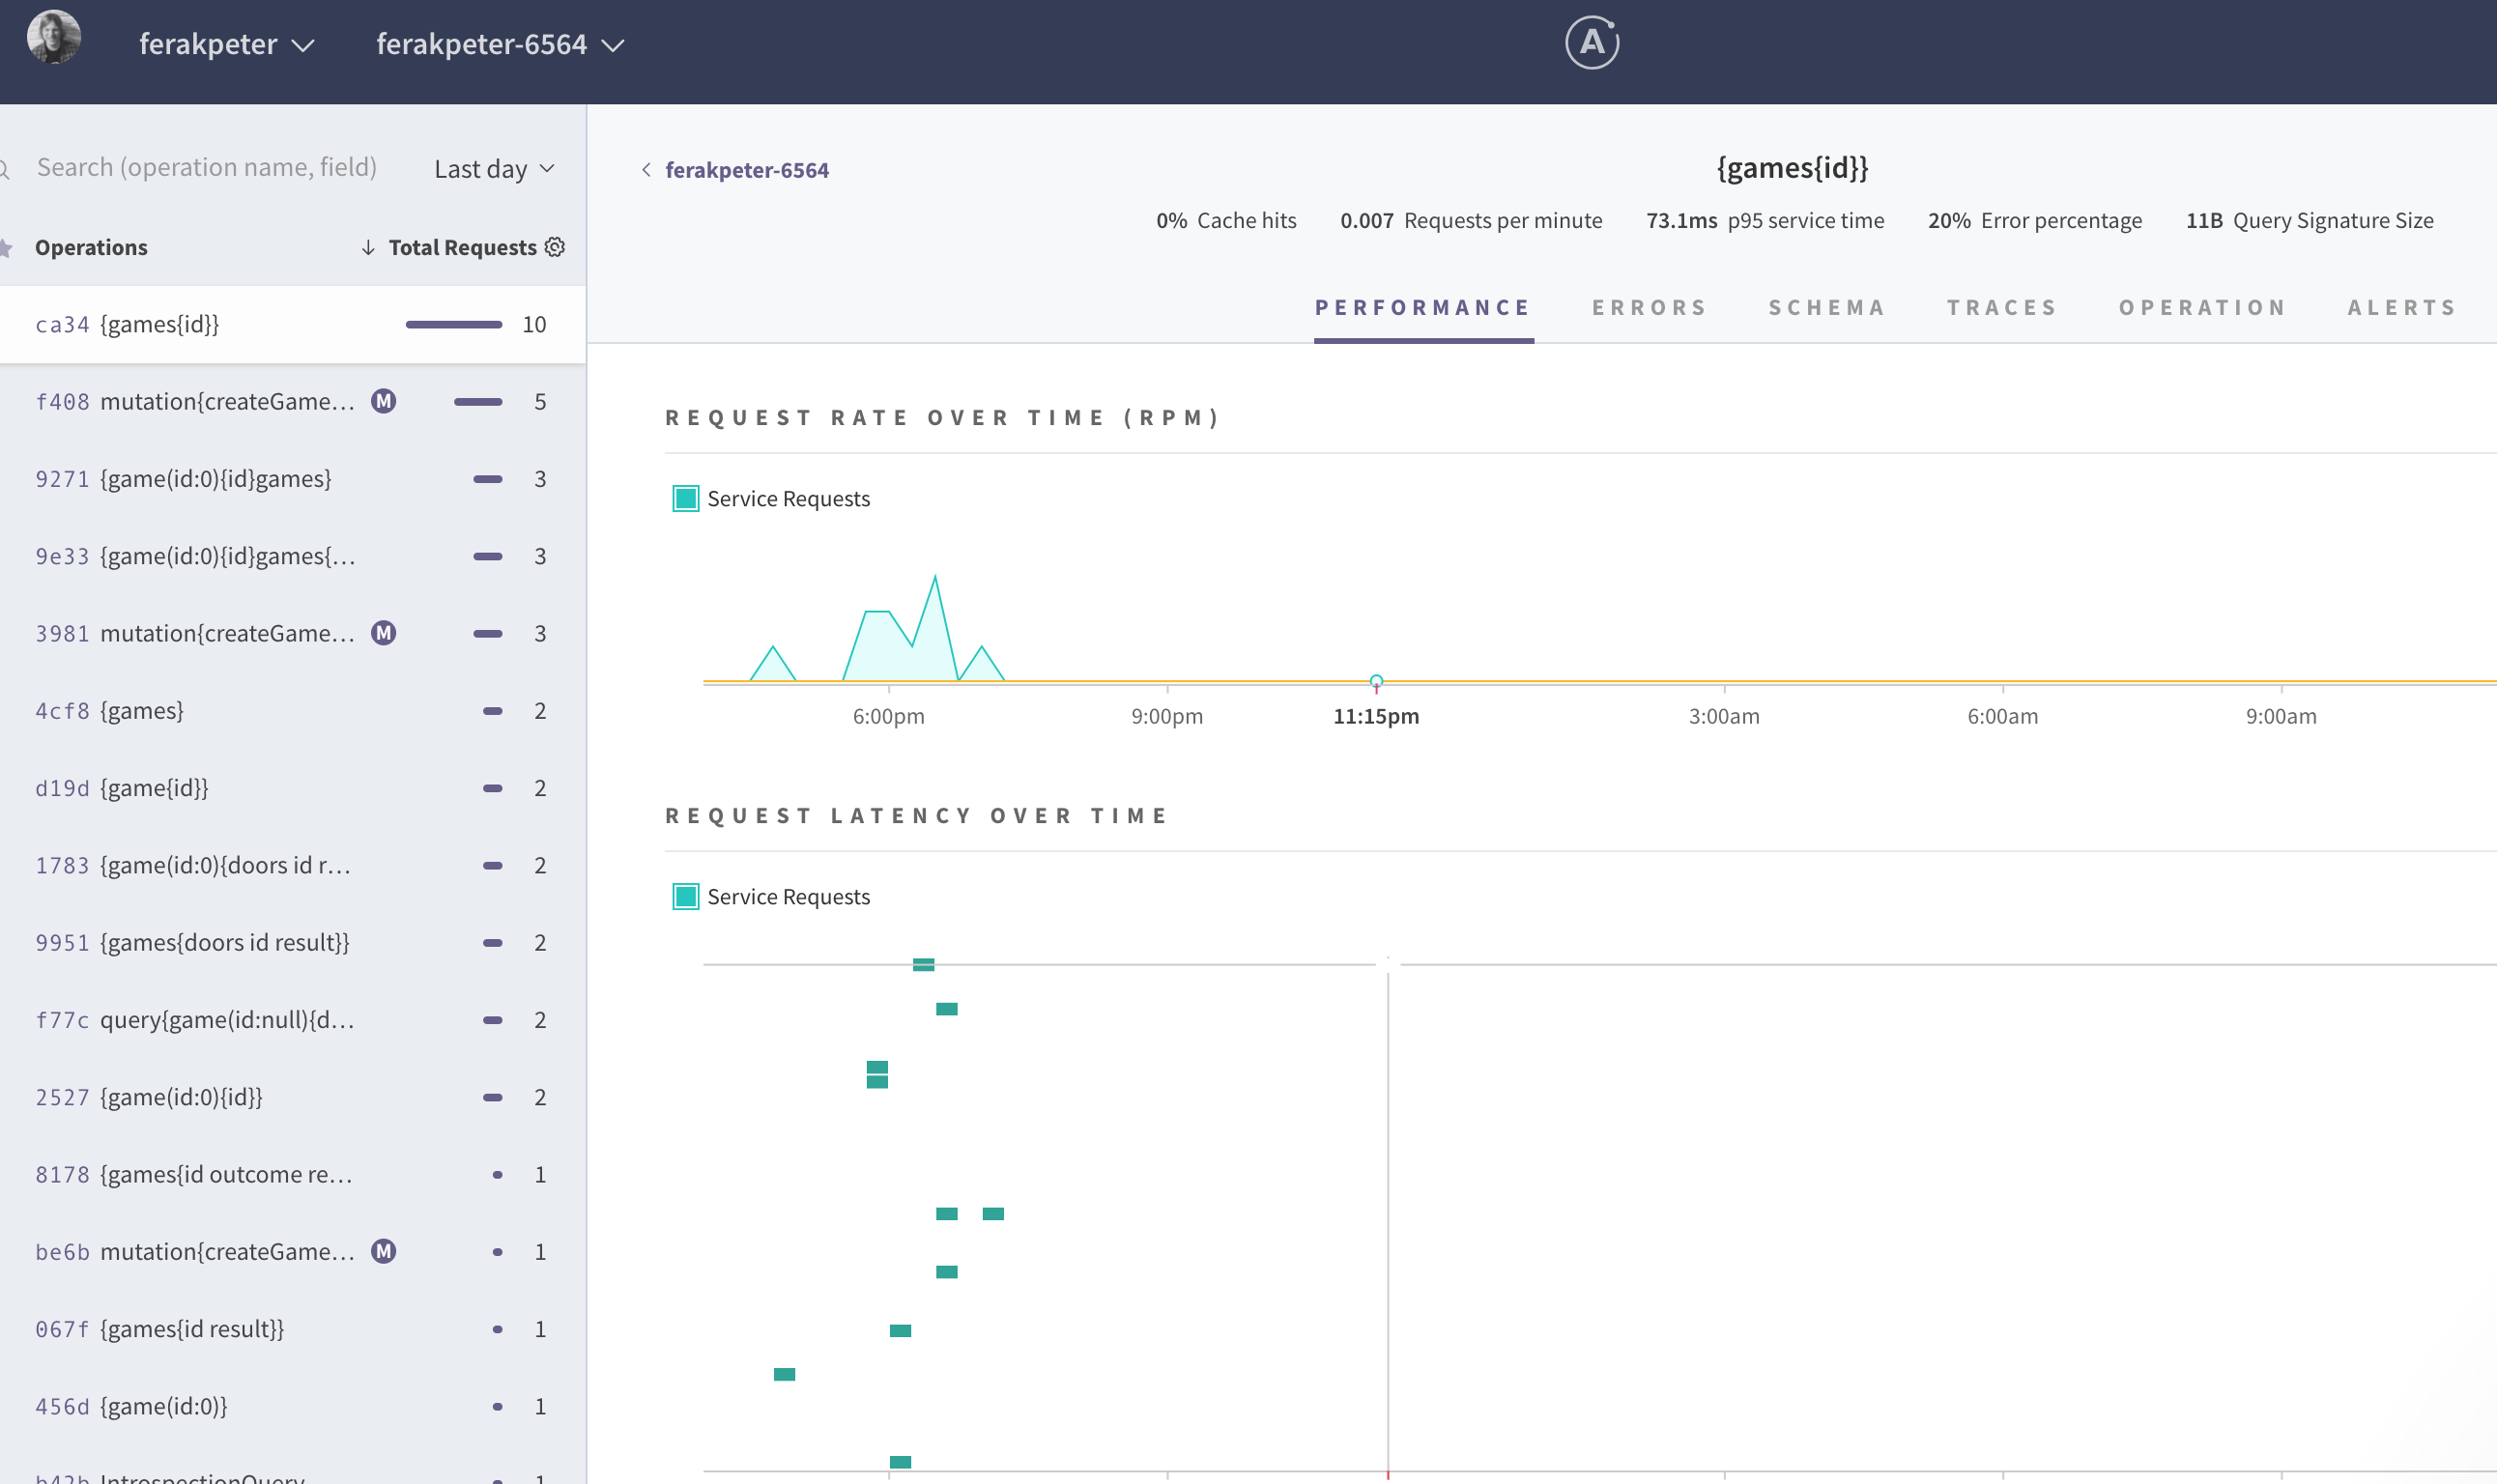 ferakpeter ferakpeter-6564 A
Search (operation name, field) Last day
Operations ↓ Total Requests
ca34 {games{id}} 10
f408 mutation{createGame... M 5
9271 {game(id:0){id}games} 3
9e33 {game(id:0){id}games{... 3
3981 mutation{createGame... M 3
4cf8 {games} 2
d19d {game{id}} 2
1783 {game(id:0){doors id r... 2
9951 {games{doors id result}} 2
f77c query{game(id:null){d... 2
2527 {game(id:0){id}} 2
8178 {games{id outcome re... 1
be6b mutation{createGame... M 1
067f {games{id result}} 1
456d {game(id:0)} 1
b42b IntrospectionQuery 1
< ferakpeter-6564
{games{id}}
0% Cache hits 0.007 Requests per minute 73.1ms p95 service time 20% Error percentage 11B Query Signature Size
PERFORMANCE ERRORS SCHEMA TRACES OPERATION ALERTS
REQUEST RATE OVER TIME (RPM)
Service Requests
6:00pm 9:00pm 11:15pm 3:00am 6:00am 9:00am
REQUEST LATENCY OVER TIME
Service Requests